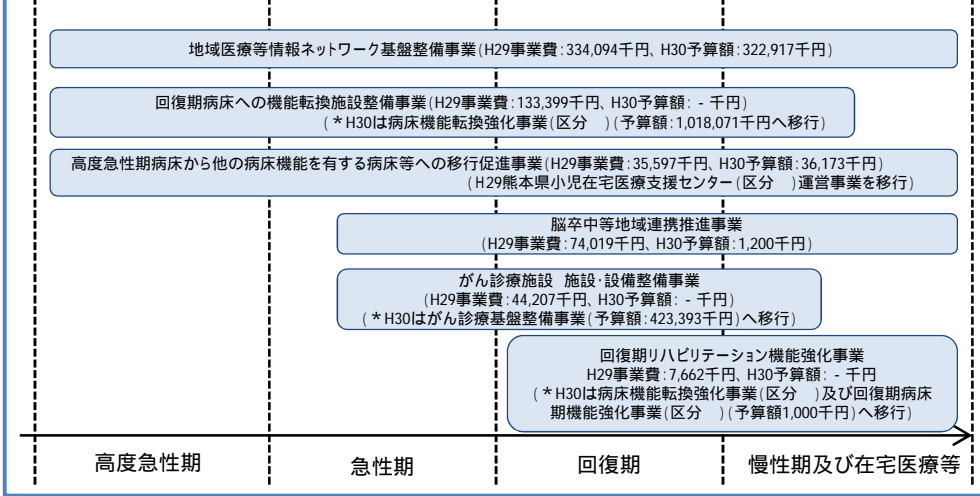 地域医療等情報ネットワーク基盤整備事業(H29事業費:334,094千円、H30予算額:322,917千円)
回復期病床への機能転換施設整備事業(H29事業費:133,399千円、H30予算額: - 千円)
(*H30は病床機能転換強化事業(区分　)(予算額:1,018,071千円へ移行)
高度急性期病床から他の病床機能を有する病床等への移行促進事業(H29事業費:35,597千円、H30予算額:36,173千円)
(H29熊本県小児在宅医療支援センター(区分　)運営事業を移行)
脳卒中等地域連携推進事業
(H29事業費:74,019千円、H30予算額:1,200千円)
がん診療施設 施設・設備整備事業
(H29事業費:44,207千円、H30予算額: - 千円)
(*H30はがん診療基盤整備事業(予算額:423,393千円)へ移行)
回復期リハビリテーション機能強化事業
H29事業費:7,662千円、H30予算額: - 千円
(*H30は病床機能転換強化事業(区分　)及び回復期病床
期機能強化事業(区分　)(予算額1,000千円)へ移行)
高度急性期
急性期
回復期
慢性期及び在宅医療等